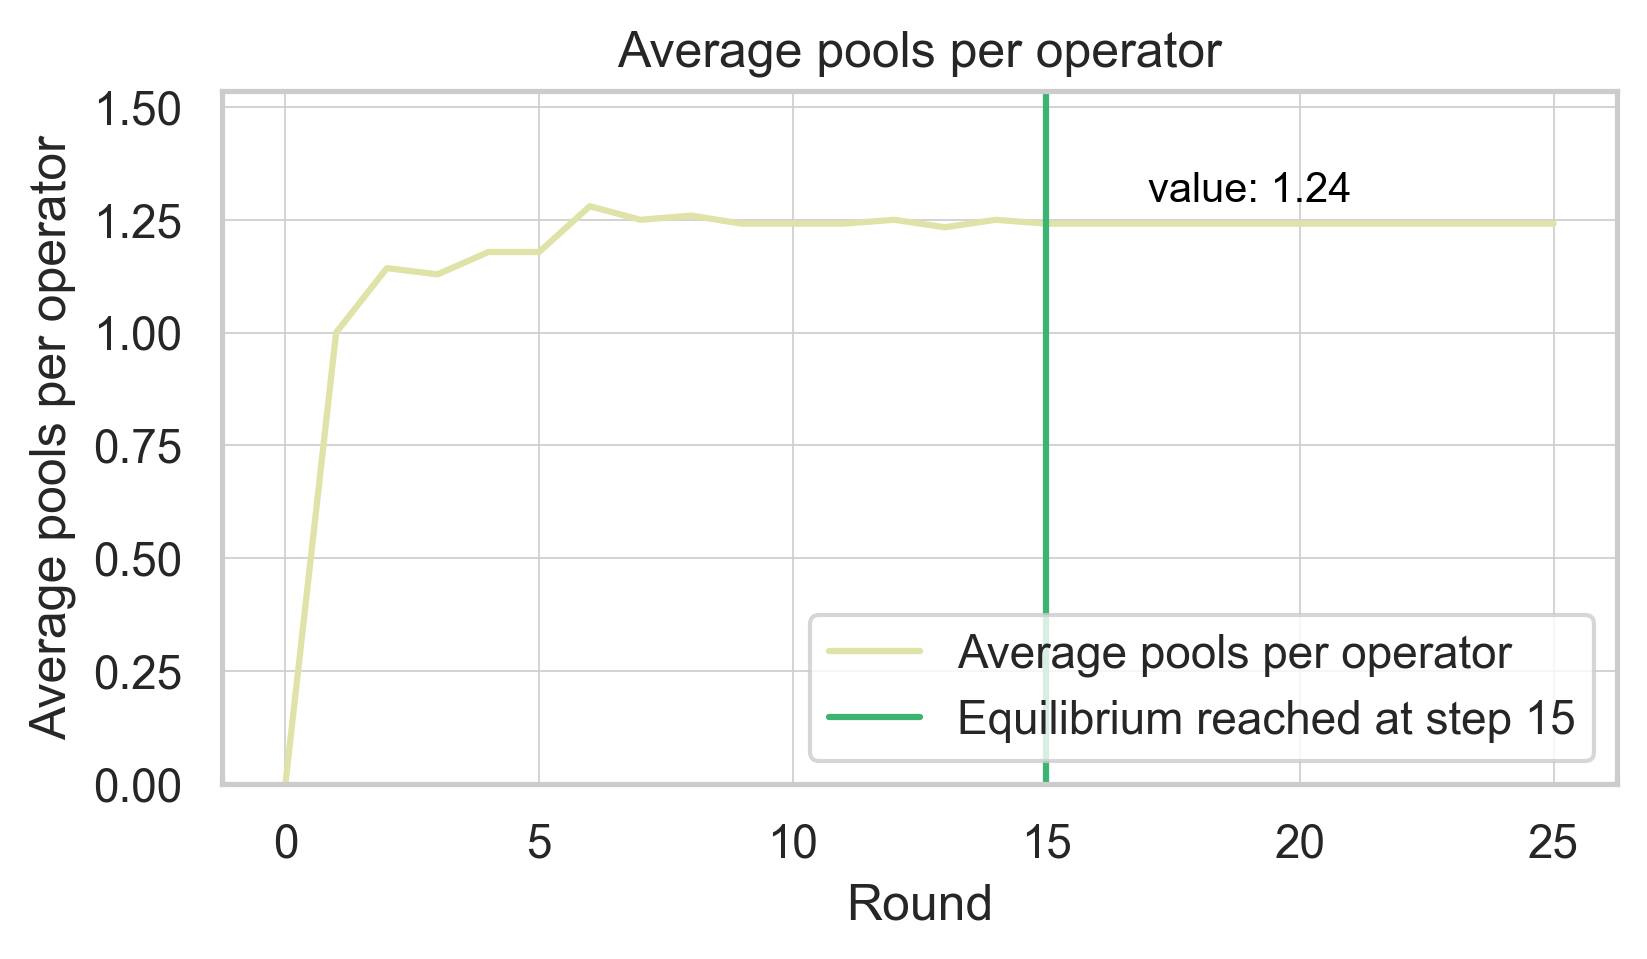 Average pools per operator
Average pools per operator
1.50
1.25
1.00
0.75
0.50
0.25
0.00
value: 1.24
Average pools per operator
Equilibrium reached at step 15
0 5 10 15 20 25
Round